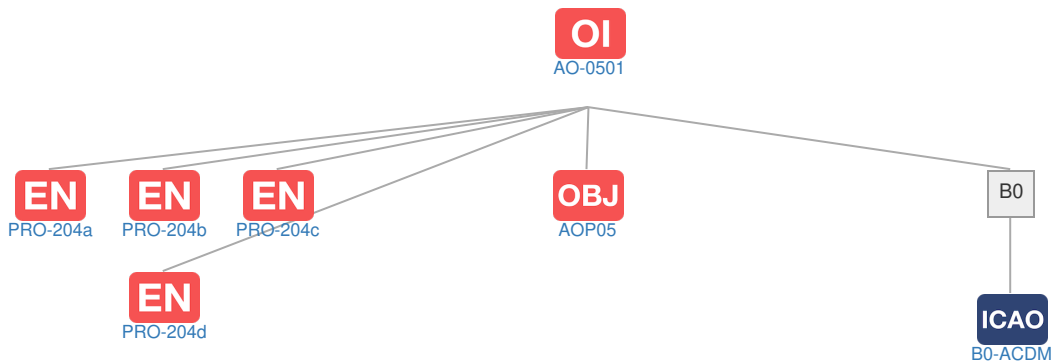 OI
AO-0501
EN
PRO-204a
EN
PRO-204b
EN
PRO-204c
OBJ
AOP05
B0
EN
PRO-204d
ICAO
B0-ACDM